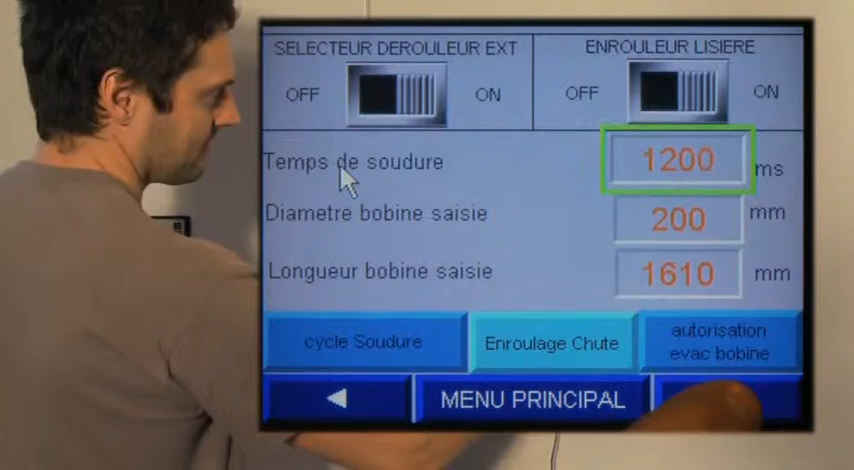 SELECTEUR DEROULEUR EXT
OFF ON
ENROULEUR LISIERE
OFF ON
Temps de soudure 1200 ms
Diametre bobine saisie 200 mm
Longueur bobine saisie 1610 mm
cycle Soudure
Enroulage Chute
autorisation
evac bobine
MENU PRINCIPAL